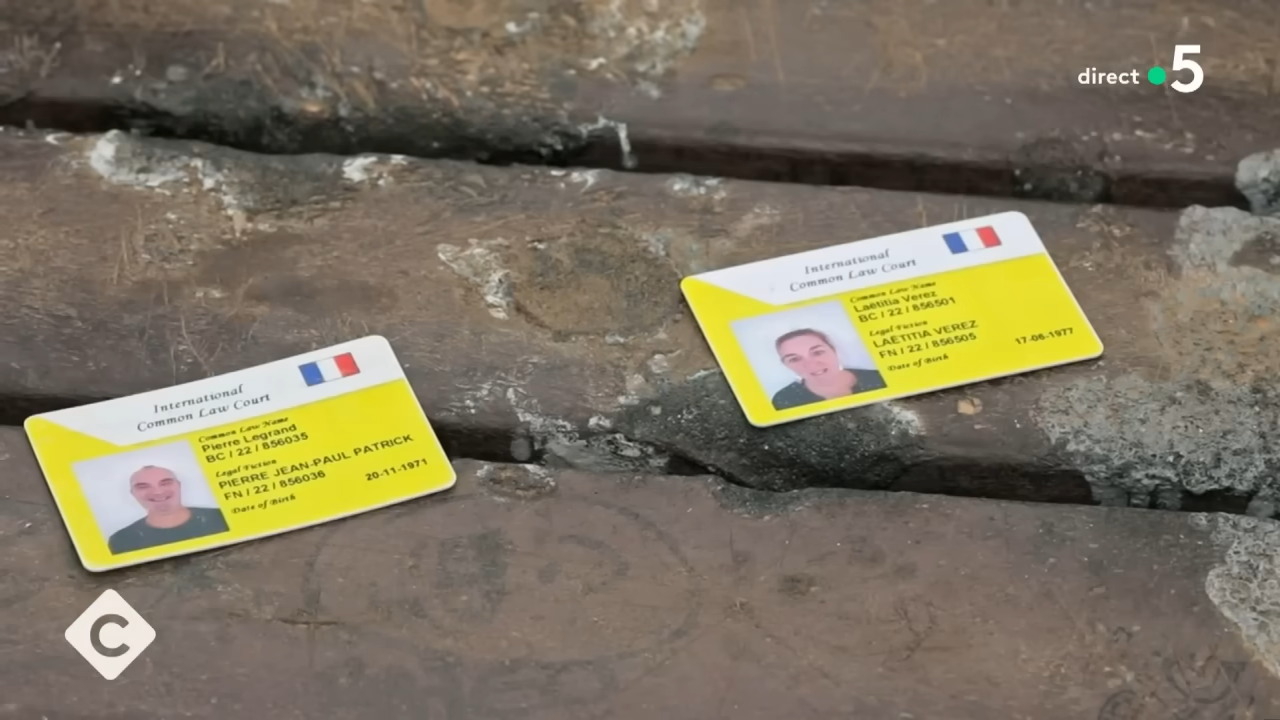 direct 5
International
Common Law Court
Common Law Name
Pierre Legrand
BC / 22 / 856035
Legal Fiction
PIERRE JEAN-PAUL PATRICK
FN / 22 / 856036
20-11-1971
Date of Birth
International
Common Law Court
Common Law Name
Laëtitia Verez
BC / 22 / 856501
Legal Fiction
LAËTITIA VEREZ
FN / 22 / 856505
17-06-1977
Date of Birth
C